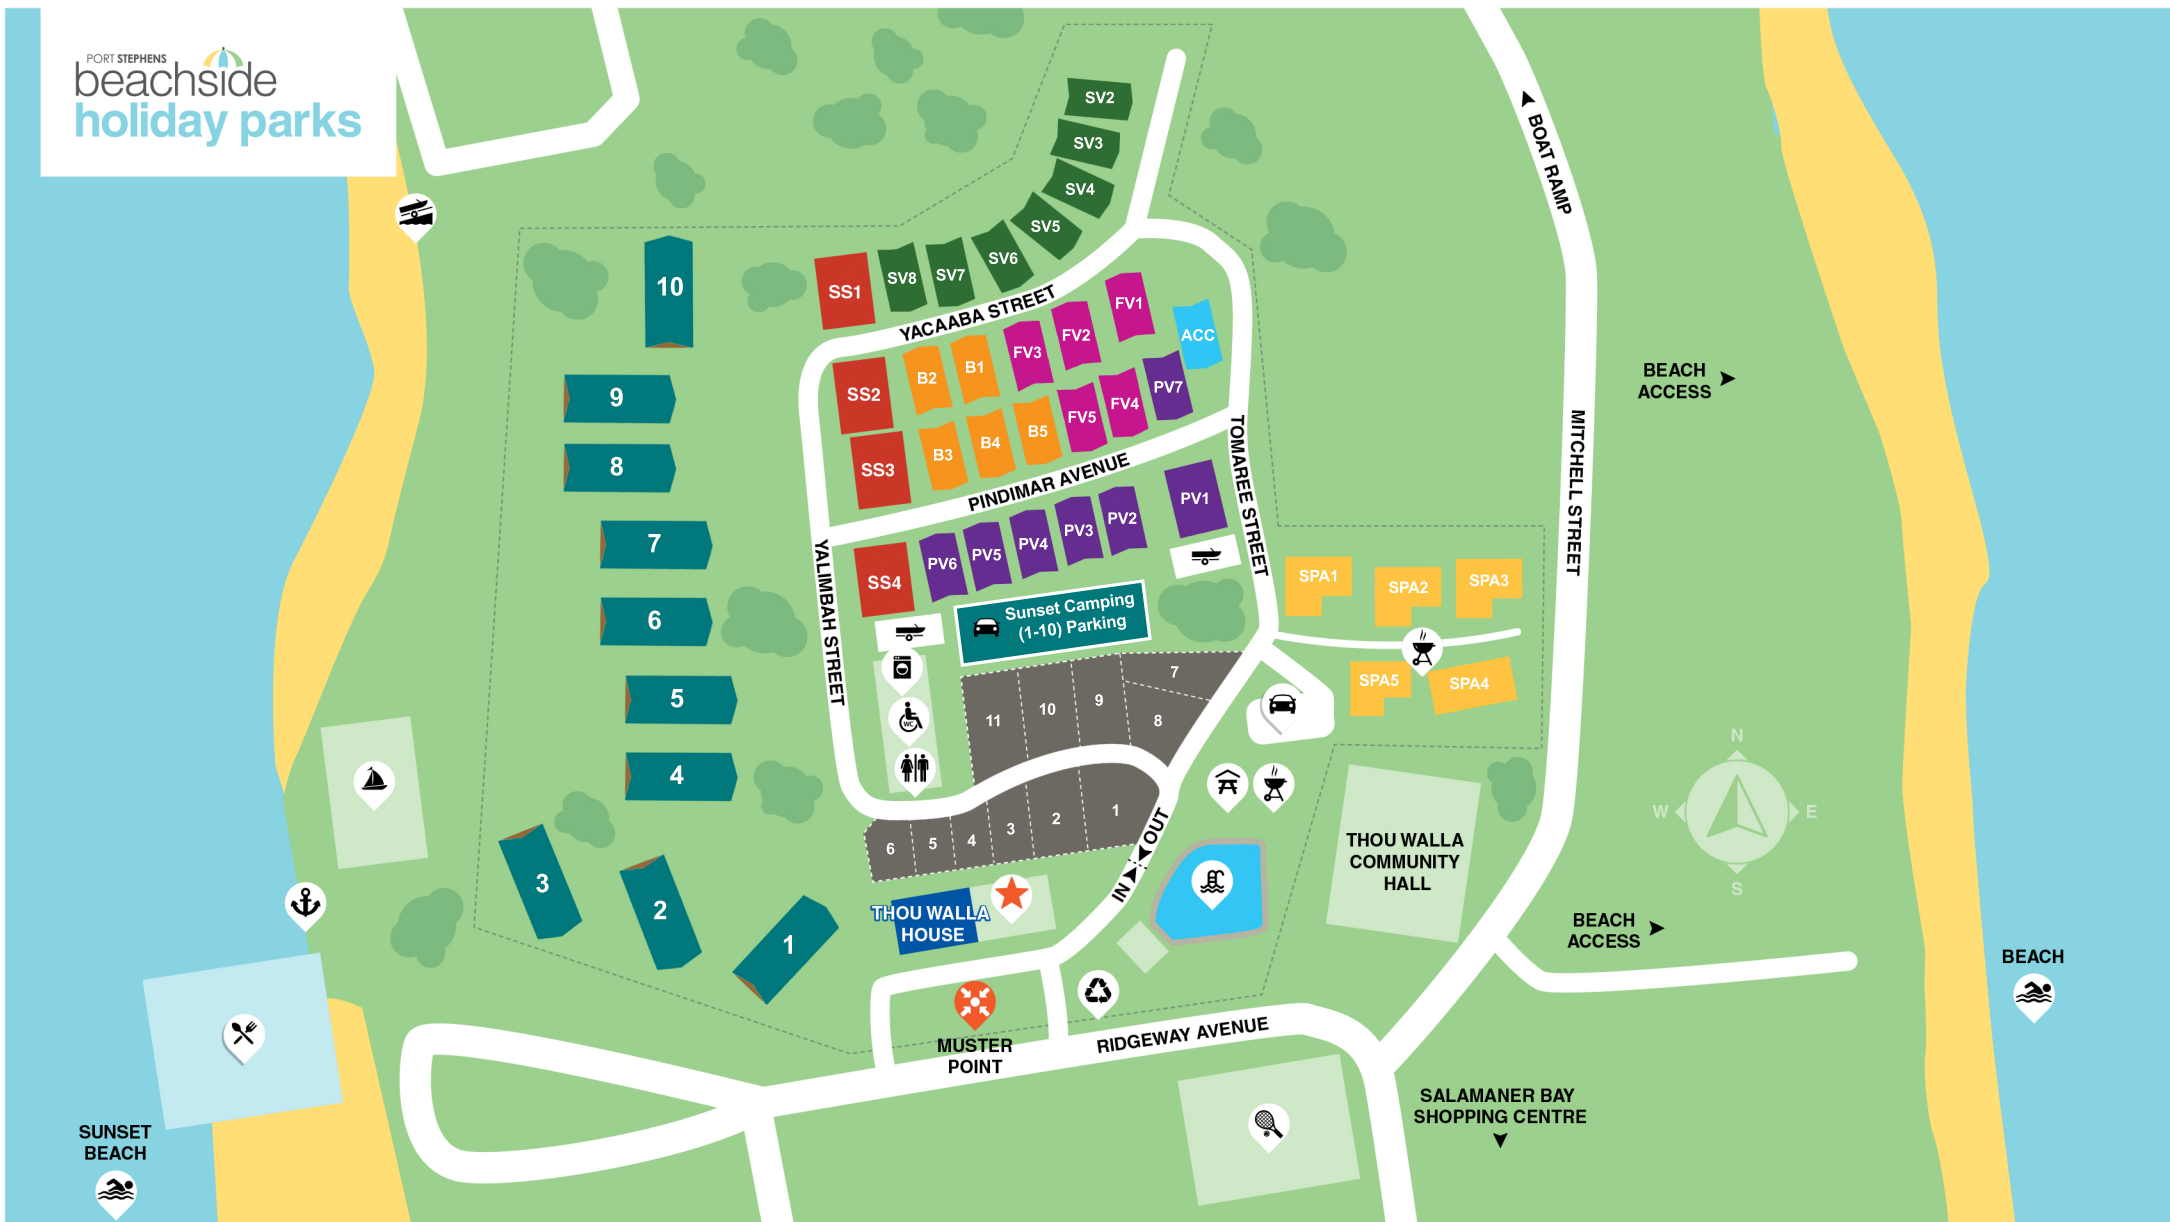 PORT STEPHENS
beachside
holiday parks
SV2
SV3
SV4
SV5
SV6
SV7
SV8
SS1
YACAABA STREET
FV1
FV2
FV3
B1
B2
SS2
ACC
PV7
FV4
FV5
B5
B4
B3
SS3
PINDIMAR AVENUE
TOMAREE STREET
YALIMBAH STREET
PV1
PV2
PV3
PV4
PV5
PV6
SS4
Sunset Camping
(1-10) Parking
WC
10
9
8
7
6
5
4
3
2
1
7
8
9
10
11
1
2
3
4
5
6
SPA1
SPA2
SPA3
SPA5
SPA4
BOAT RAMP
MITCHELL STREET
BEACH
ACCESS
N
W
E
S
THOU WALLA
COMMUNITY
HALL
OUT
IN
THOU WALLA
HOUSE
BEACH
ACCESS
BEACH
MUSTER
POINT
RIDGEWAY AVENUE
SALAMANER BAY
SHOPPING CENTRE
SUNSET
BEACH